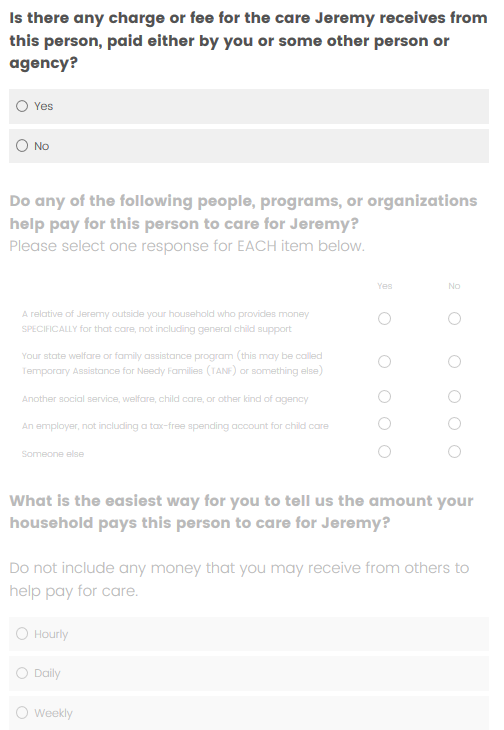 Is there any charge or fee for the care Jeremy receives from
this person, paid either by you or some other person or
agency?
Yes
No
Do any of the following people, programs, or organizations
help pay for this person to care for Jeremy?
Please select one response for EACH item below.
Yes No
A relative of Jeremy outside your household who provides money
SPECIFICALLY for that care, not including general child support
Your state welfare or family assistance program (this may be called
Temporary Assistance for Needy Families (TANF) or something else)
Another social service, welfare, child care, or other kind of agency
An employer, not including a tax-free spending account for child care
Someone else
What is the easiest way for you to tell us the amount your
household pays this person to care for Jeremy?
Do not include any money that you may receive from others to
help pay for care.
Hourly
Daily
Weekly